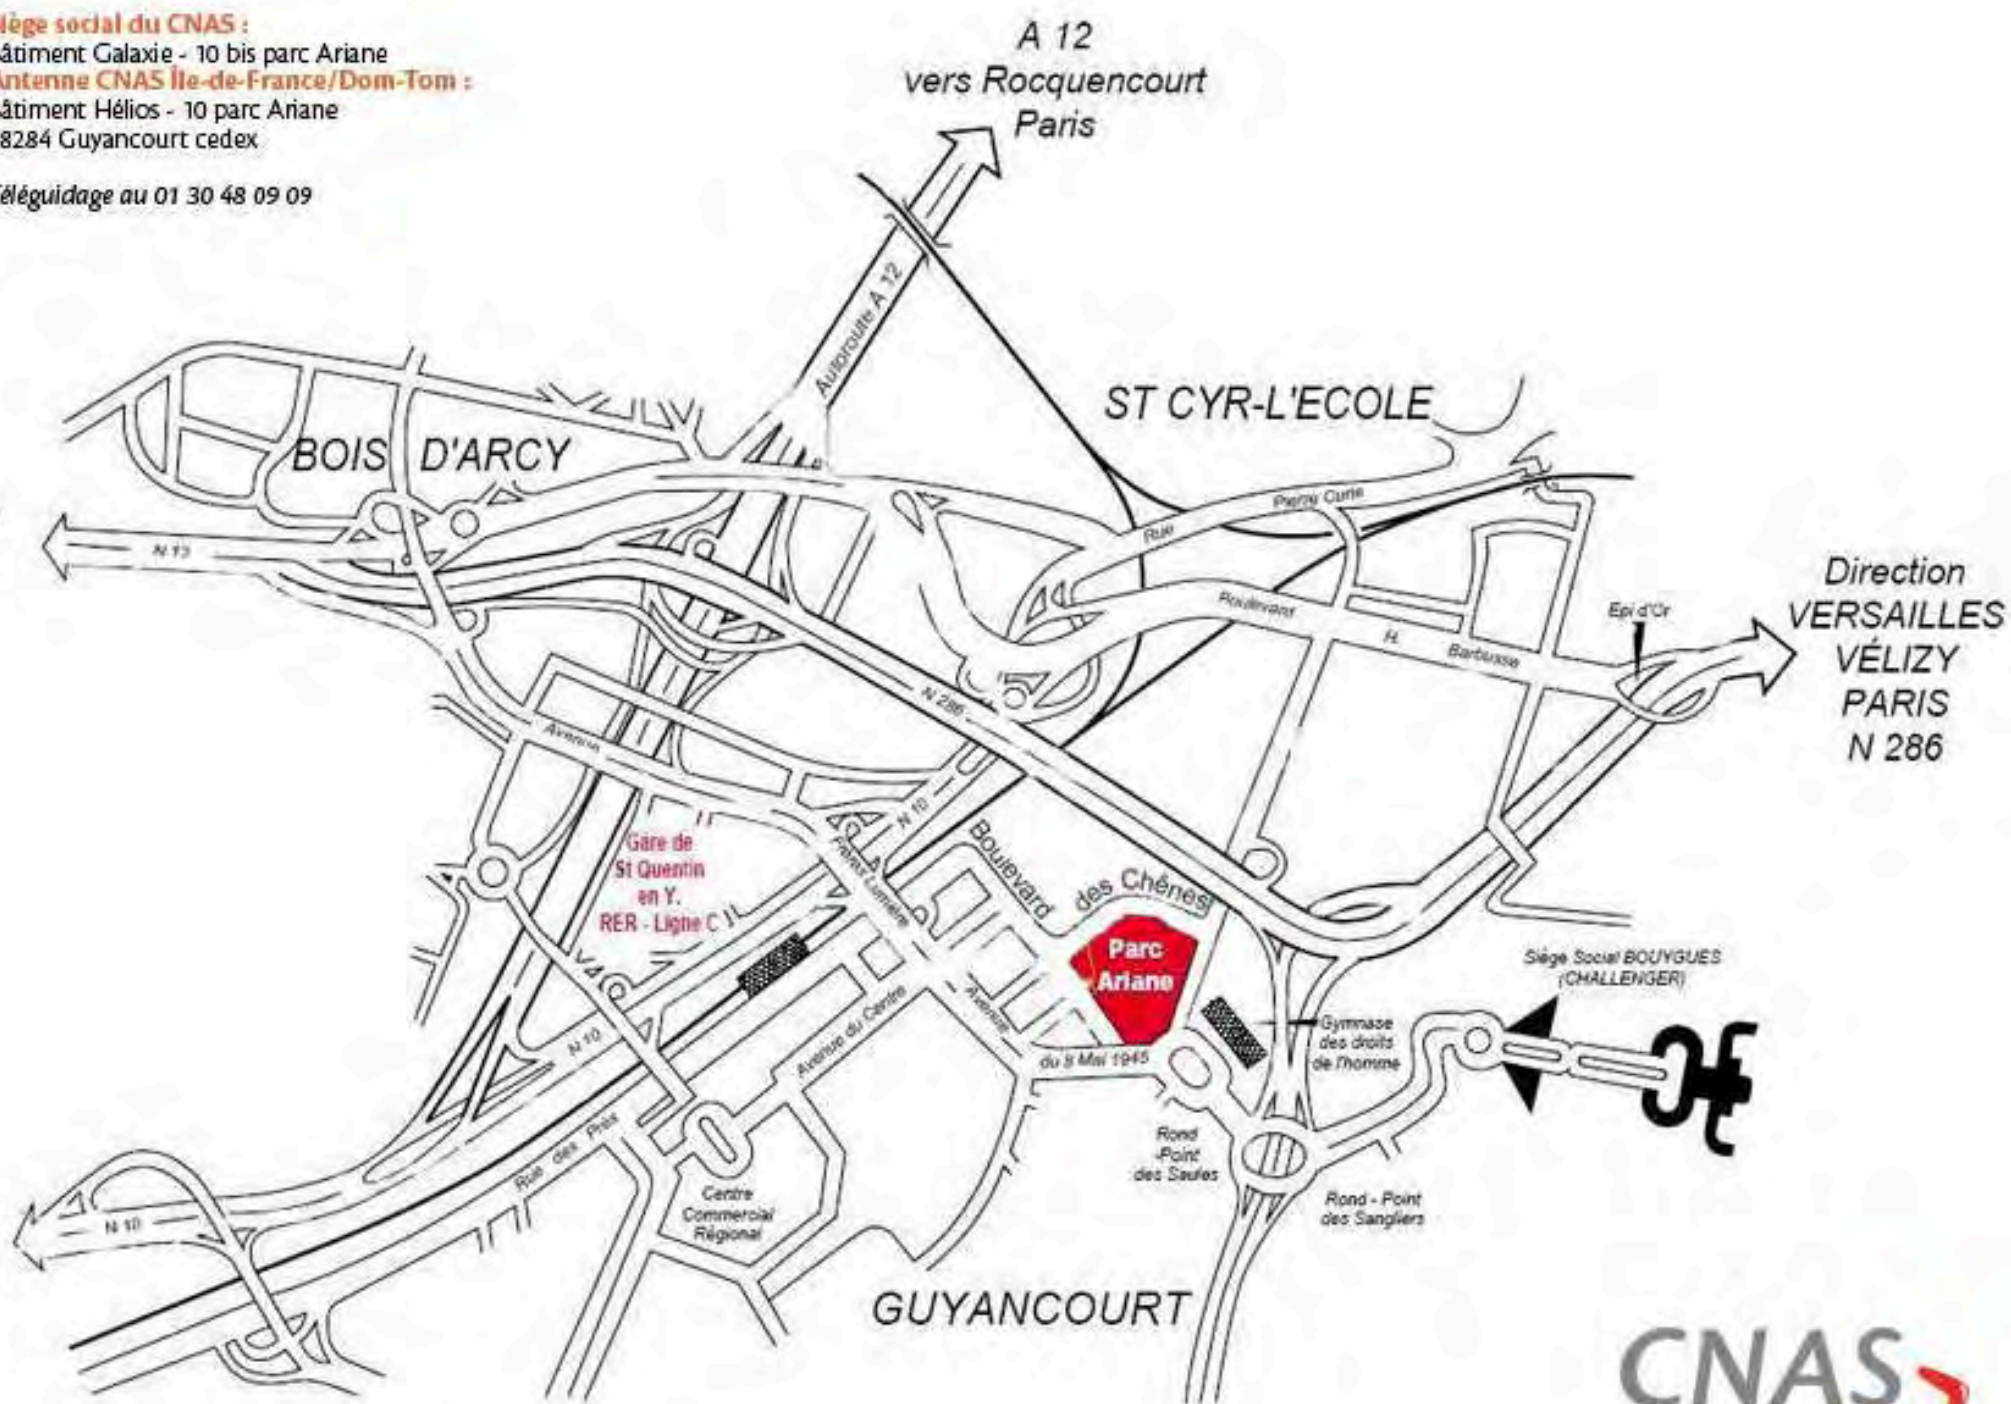 iège social du CNAS :
âtiment Galaxie - 10 bis parc Ariane
Antenne CNAS Île-de-France/Dom-Tom :
âtiment Hélios - 10 parc Ariane
8284 Guyancourt cedex
éléguidage au 01 30 48 09 09
A 12
vers Rocquencourt
Paris
Autoroute A 12
ST CYR-L'ECOLE
BOIS D'ARCY
Rue Pierre Curie
Direction
VERSAILLES
VÉLIZY
PARIS
N 286
Epi d'Or
Boulevard H. Barbusse
N 286
Avenue
Frères Lumière
N 10
Gare de
St Quentin
en Y.
RER - Ligne C
Boulevard
des Chênes
Parc
Ariane
Siège Social BOUYGUES
(CHALLENGER)
Gymnase
des droits
de l'homme
V4
N 10
Avenue du Centre
Avenue
du 8 Mai 1945
Rue des Prés
Rond
-Point
des Saules
Rond - Point
des Sangliers
Centre
Commercial
Régional
N 10
GUYANCOURT
CNAS